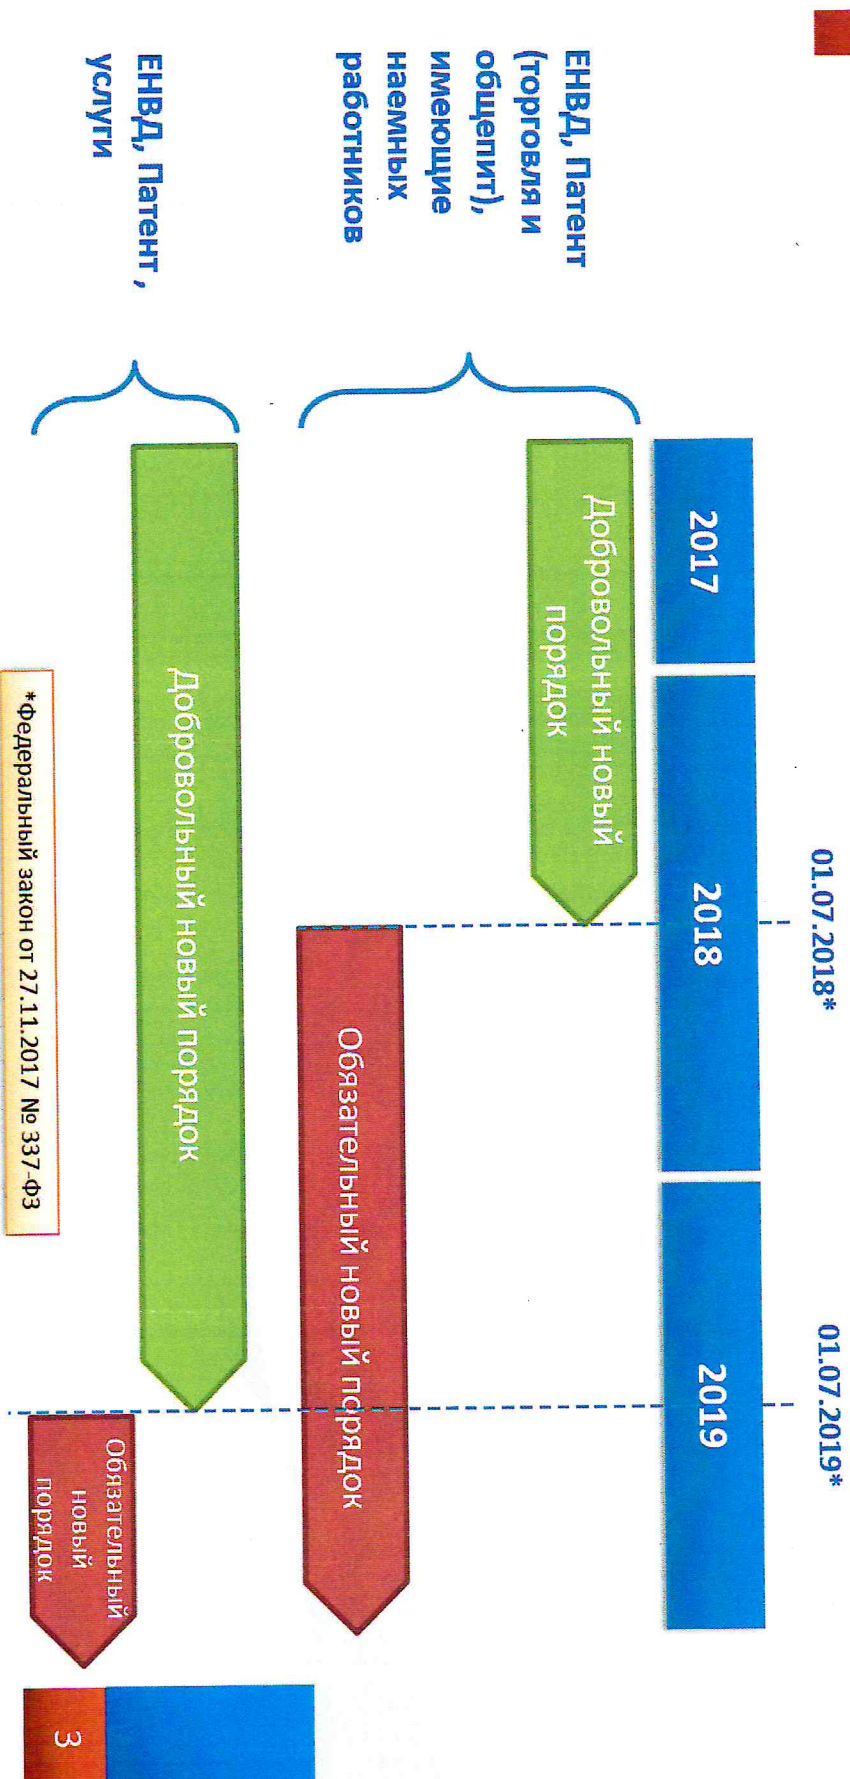 01.07.2018*
01.07.2019*
2017
2018
2019
ЕНВД, Патент
(торговля и
общепит),
имеющие
наемных
работников
Добровольный новый
порядок
Обязательный новый порядок
ЕНВД, Патент ,
услуги
Добровольный новый порядок
Обязательный
новый
порядок
*Федеральный закон от 27.11.2017 № 337-ФЗ
3